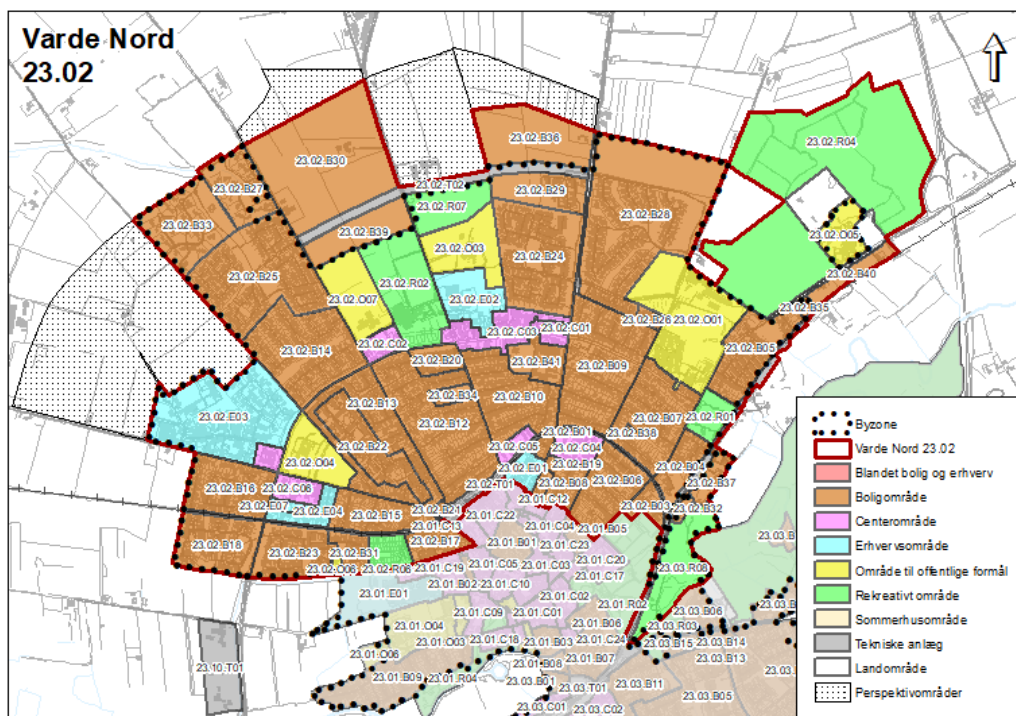 Varde Nord
23.02
23.02.B36
23.02.R04
23.02.B30
23.02.B27
23.02.T02
23.02.B29
23.02.R07
23.02.B28
23.02.B33
23.02.B39
23.02.O03
23.02.O05
23.02.B24
23.02.B25
23.02.R02
23.02.B40
23.02.O07
23.02.E02
23.02.B35
23.02.B26
23.02.O01
23.02.C03
23.02.C01
23.02.C02
23.02.B14
23.02.B20
23.02.B41
23.02.B09
23.02.B05
23.02.B13
23.02.B34
23.02.B10
23.02.E03
23.02.B12
23.02.B07
23.02.R01
23.02.B01
23.02.B38
23.02.B22
23.02.C05
23.02.C04
23.02.O04
23.02.E01
23.02.B19
23.02.B04
23.02.B16
23.02.C06
23.02.T01
23.02.B08
23.02.B06
23.02.B37
23.01.C12
23.02.E07
23.02.E04
23.02.B21
23.02.B03
23.02.B32
23.02.B15
23.01.C22
23.01.C13
23.01.C04
23.01.B05
23.02.B18
23.02.B23
23.02.B31
23.02.B17
23.01.B01
23.01.C23
23.02.O06
23.02.R06
23.01.C19
23.01.C05
23.01.C03
23.01.C20
23.02.R08
23.01.E01
23.01.B02
23.01.C10
23.01.C17
23.01.C02
23.01.R02
23.03.B06
23.01.C09
23.01.C01
23.01.O04
23.01.B06
23.03.R03
23.01.O03
23.01.C18
23.01.B03
23.01.C24
23.03.B15
23.03.B14
23.01.O06
23.01.B08
23.01.B07
23.03.B13
23.10.T01
23.01.B09
23.01.R04
23.03.B01
23.03.T01
23.03.B11
23.03.B05
23.03.C01
23.03.C02
Byzone
Varde Nord 23.02
Blandet bolig og erhverv
Boligområde
Centerområde
Erhvervsområde
Område til offentlige formål
Rekreativt område
Sommerhusområde
Tekniske anlæg
Landområde
Perspektivområder